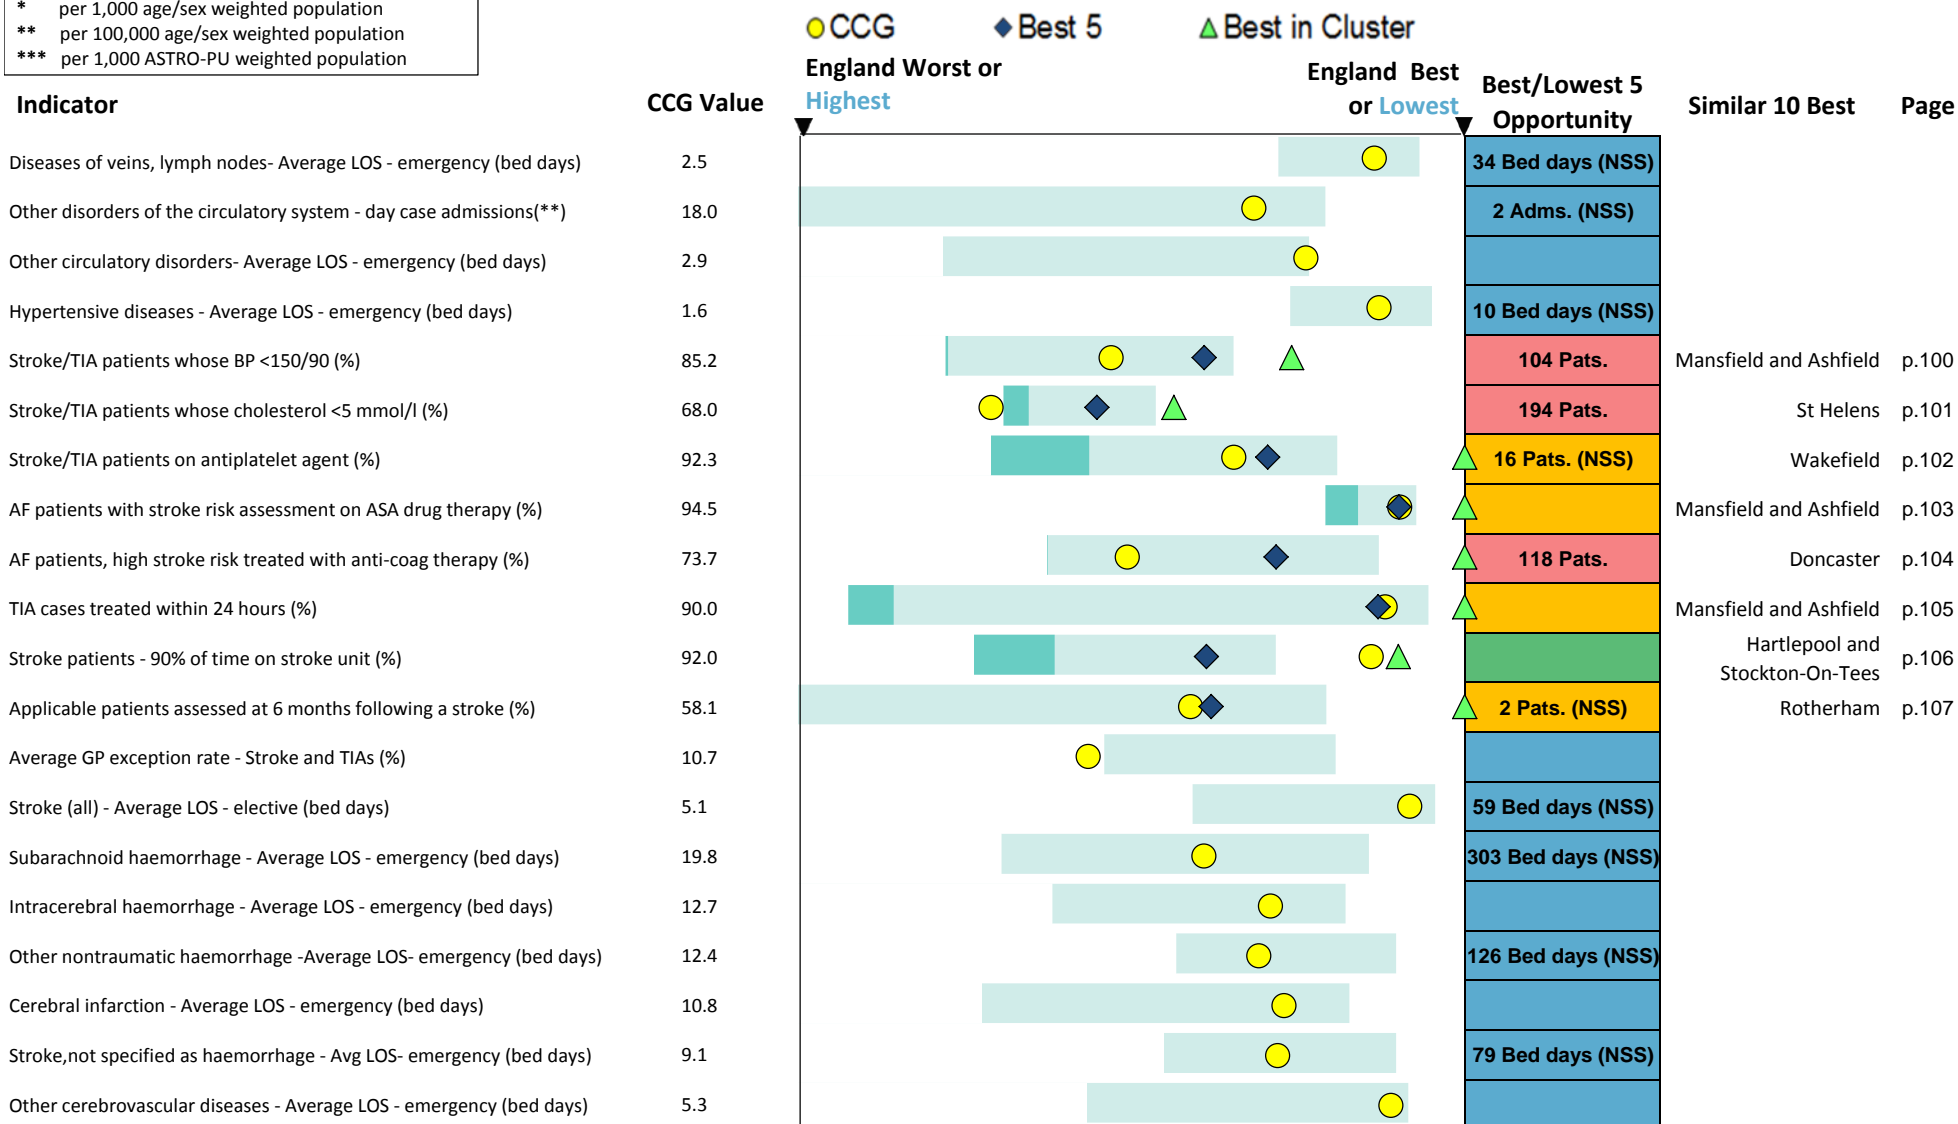 * per 1,000 age/sex weighted population
** per 100,000 age/sex weighted population
*** per 1,000 ASTRO-PU weighted population
CCG Best 5 Best in Cluster
Indicator CCG Value
England Worst or
Highest
England Best
or Lowest
Best/Lowest 5
Opportunity
Similar 10 Best Page
Diseases of veins, lymph nodes- Average LOS - emergency (bed days) 2.5 34 Bed days (NSS)
Other disorders of the circulatory system - day case admissions(**) 18.0 2 Adms. (NSS)
Other circulatory disorders- Average LOS - emergency (bed days) 2.9
Hypertensive diseases - Average LOS - emergency (bed days) 1.6 10 Bed days (NSS)
Stroke/TIA patients whose BP <150/90 (%) 85.2 104 Pats. Mansfield and Ashfield p.100
Stroke/TIA patients whose cholesterol <5 mmol/l (%) 68.0 194 Pats. St Helens p.101
Stroke/TIA patients on antiplatelet agent (%) 92.3 16 Pats. (NSS) Wakefield p.102
AF patients with stroke risk assessment on ASA drug therapy (%) 94.5 Mansfield and Ashfield p.103
AF patients, high stroke risk treated with anti-coag therapy (%) 73.7 118 Pats. Doncaster p.104
TIA cases treated within 24 hours (%) 90.0 Mansfield and Ashfield p.105
Stroke patients - 90% of time on stroke unit (%) 92.0 Hartlepool and
Stockton-On-Tees p.106
Applicable patients assessed at 6 months following a stroke (%) 58.1 2 Pats. (NSS) Rotherham p.107
Average GP exception rate - Stroke and TIAs (%) 10.7
Stroke (all) - Average LOS - elective (bed days) 5.1 59 Bed days (NSS)
Subarachnoid haemorrhage - Average LOS - emergency (bed days) 19.8 303 Bed days (NSS)
Intracerebral haemorrhage - Average LOS - emergency (bed days) 12.7
Other nontraumatic haemorrhage -Average LOS- emergency (bed days) 12.4 126 Bed days (NSS)
Cerebral infarction - Average LOS - emergency (bed days) 10.8
Stroke,not specified as haemorrhage - Avg LOS- emergency (bed days) 9.1 79 Bed days (NSS)
Other cerebrovascular diseases - Average LOS - emergency (bed days) 5.3